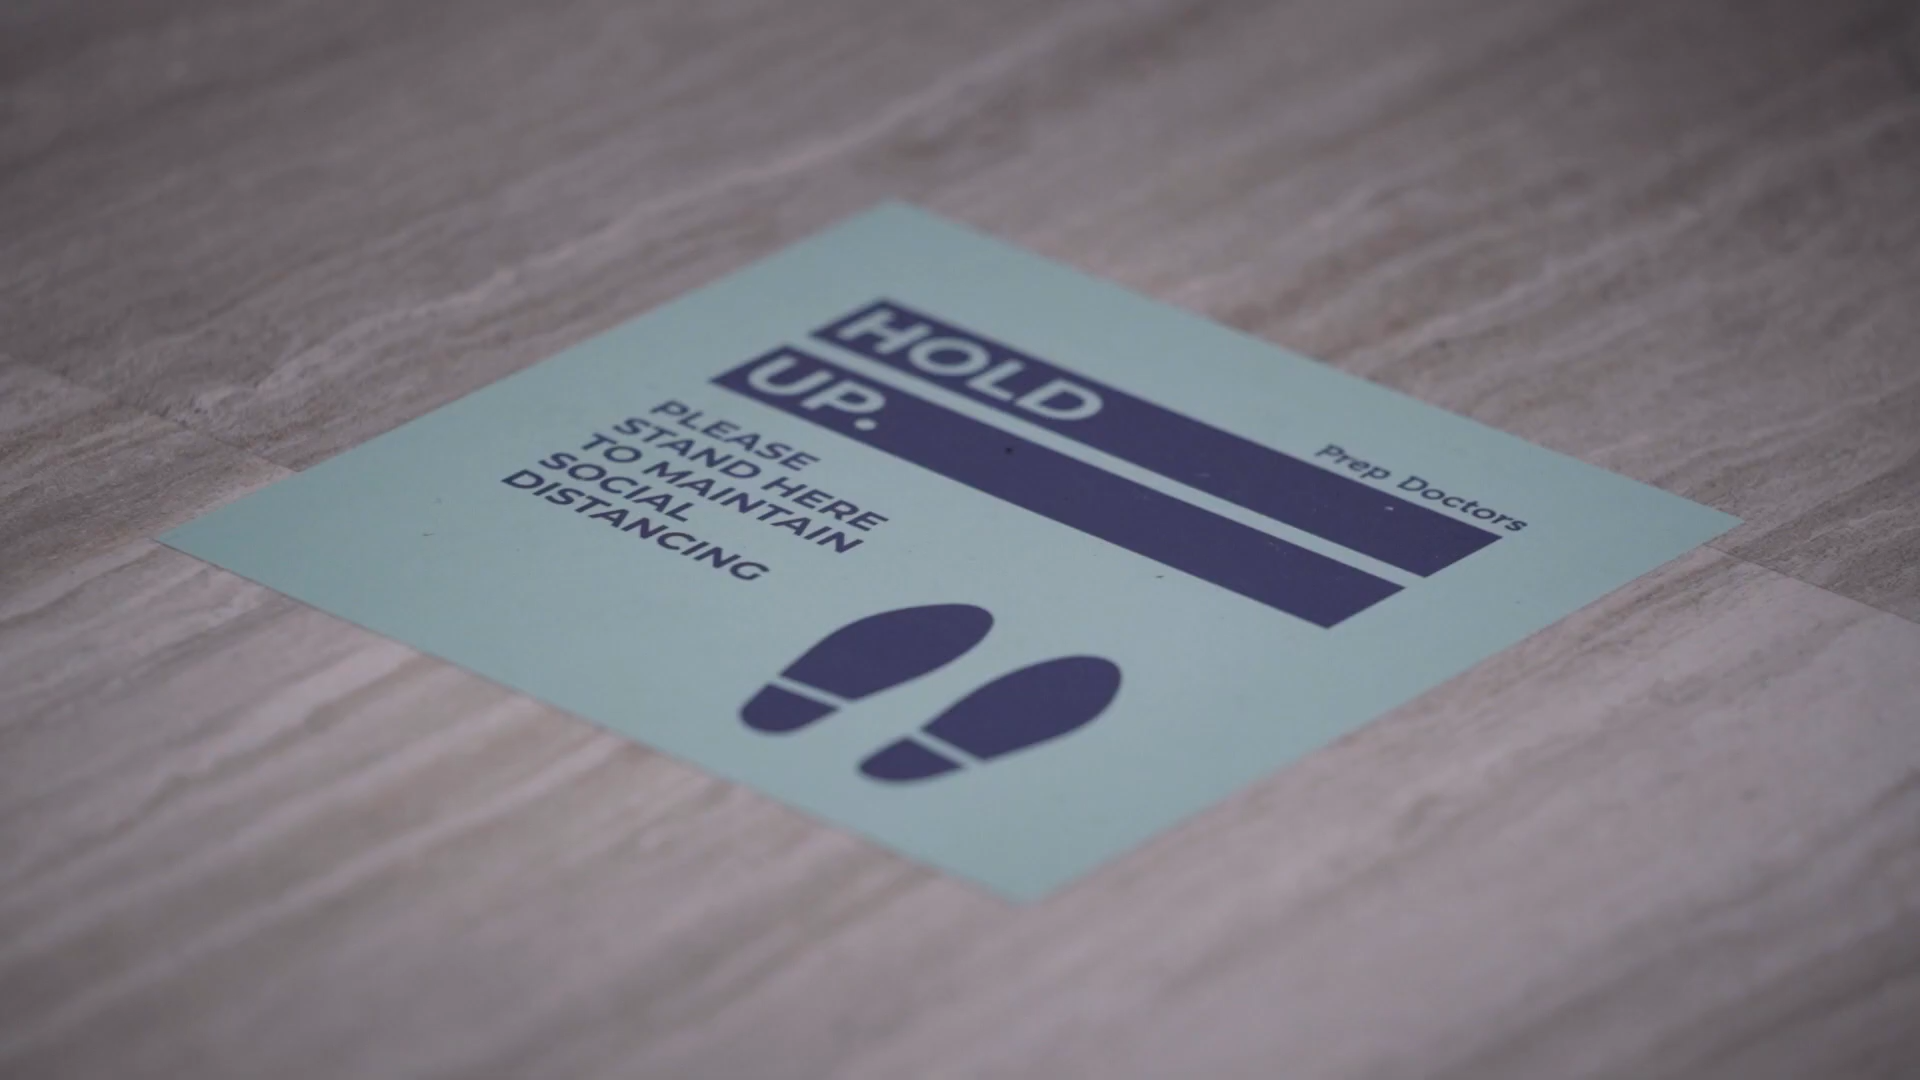 Prep Doctors
HOLD
UP.
PLEASE
STAND HERE
TO MAINTAIN
SOCIAL
DISTANCING